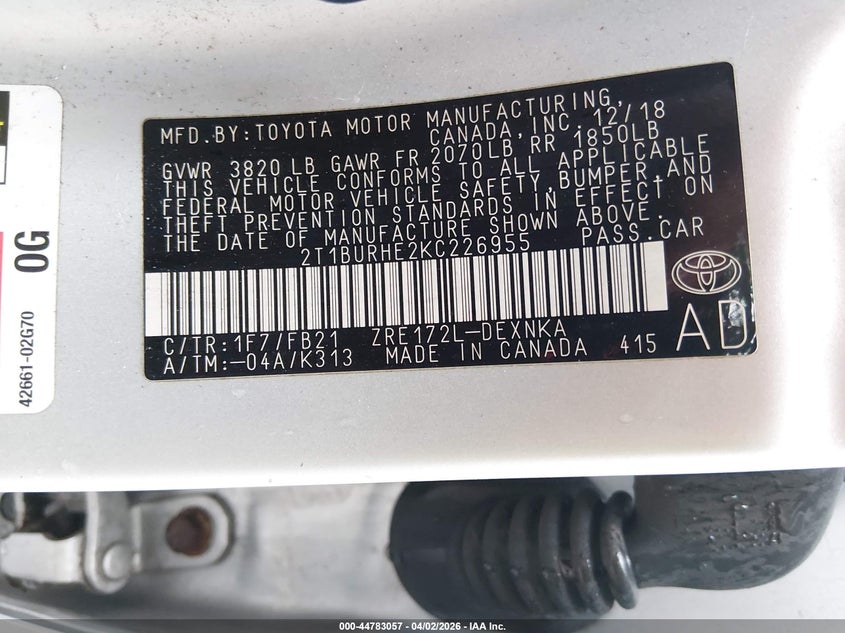 MFD.BY:TOYOTA MOTOR MANUFACTURING,
CANADA,INC. 12/18
GVWR 3820 LB GAWR FR 2070LB, RR 1850LB
THIS VEHICLE CONFORMS TO ALL APPLICABLE
FEDERAL MOTOR VEHICLE SAFETY,BUMPER,AND
THEFT PREVENTION STANDARDS IN EFFECT ON
THE DATE OF MANUFACTURE SHOWN ABOVE.
2T1BURHE2KC226955 PASS.CAR
C/TR:1F7/FB21 ZRE172L-DEXNKA
A/TM:-04A/K313 MADE IN CANADA 415
AD
0G
42661-02G70
000-44783057 - 04/02/2026 - IAA Inc.